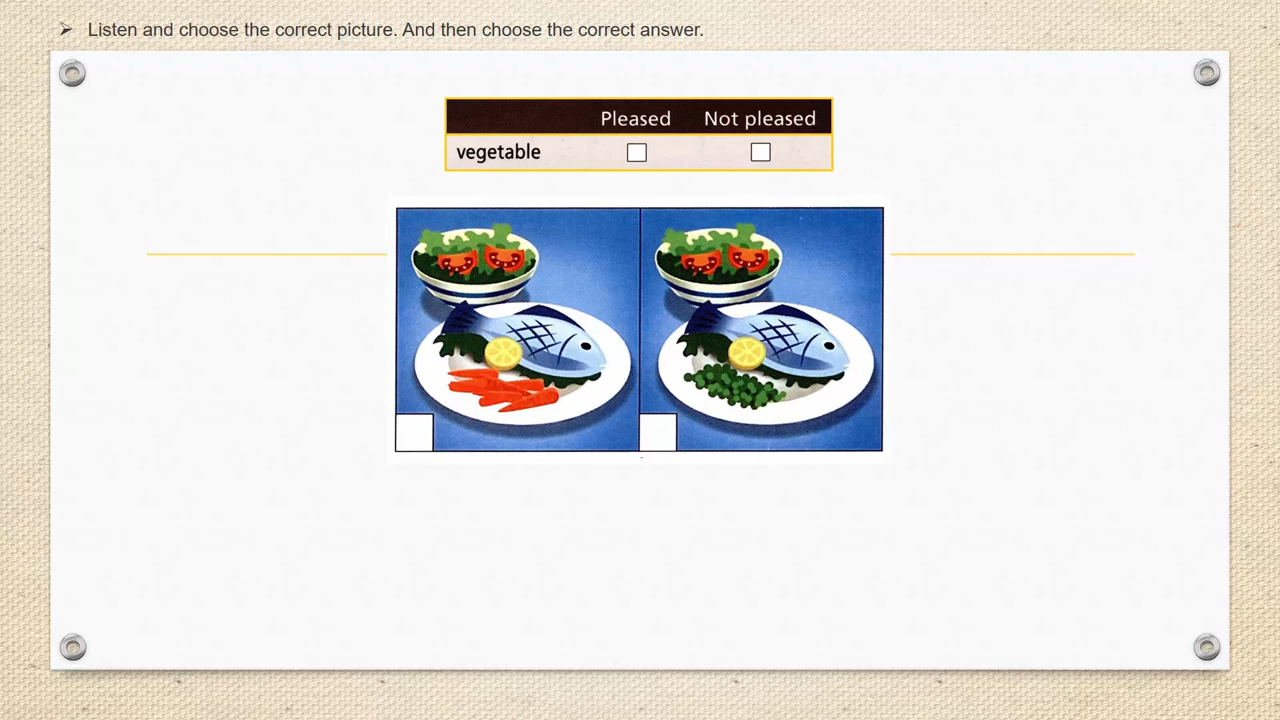 Listen and choose the correct picture. And then choose the correct answer.
Pleased Not pleased
vegetable